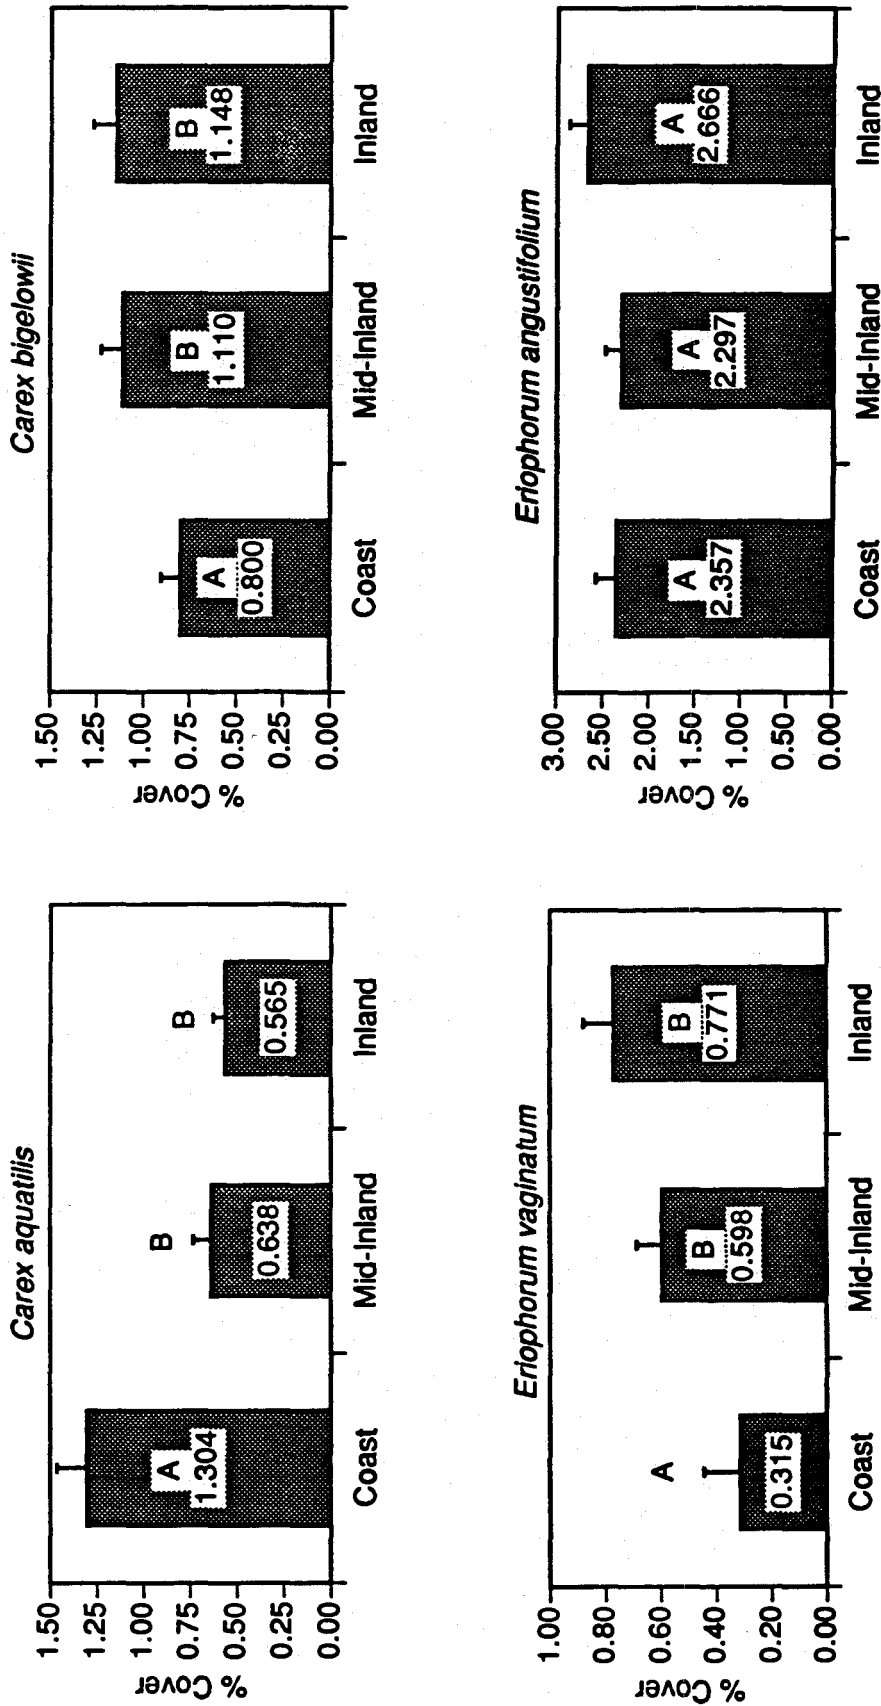 Carex aquatilis
% Cover
1.50
1.25
1.00
0.75
0.50
0.25
0.00
A
1.304
B
0.638
B
0.565
Coast
Mid-Inland
Inland
Carex bigelowii
% Cover
1.50
1.25
1.00
0.75
0.50
0.25
0.00
A
0.800
B
1.110
B
1.148
Coast
Mid-Inland
Inland
Eriophorum vaginatum
% Cover
1.00
0.80
0.60
0.40
0.20
0.00
A
0.315
B
0.598
B
0.771
Coast
Mid-Inland
Inland
Eriophorum angustifolium
% Cover
3.00
2.50
2.00
1.50
1.00
0.50
0.00
A
2.357
A
2.297
A
2.666
Coast
Mid-Inland
Inland